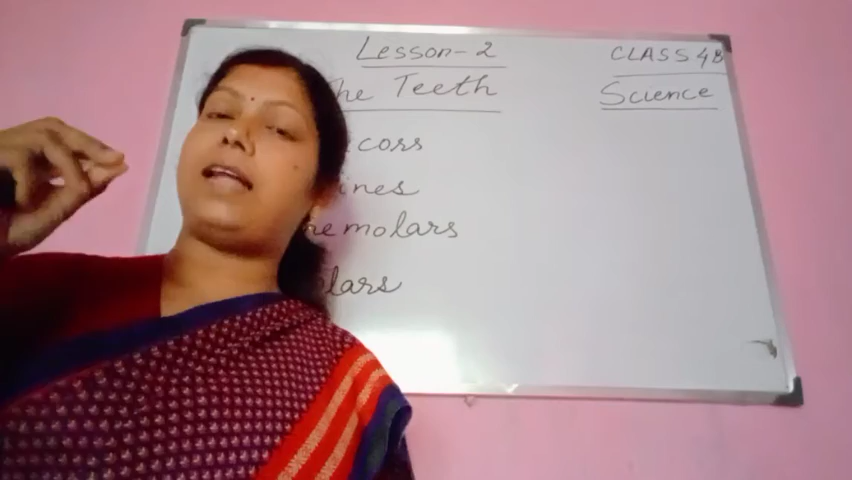 Lesson-2
CLASS 4B
he Teeth
Science
cors
ines
emolars
lars